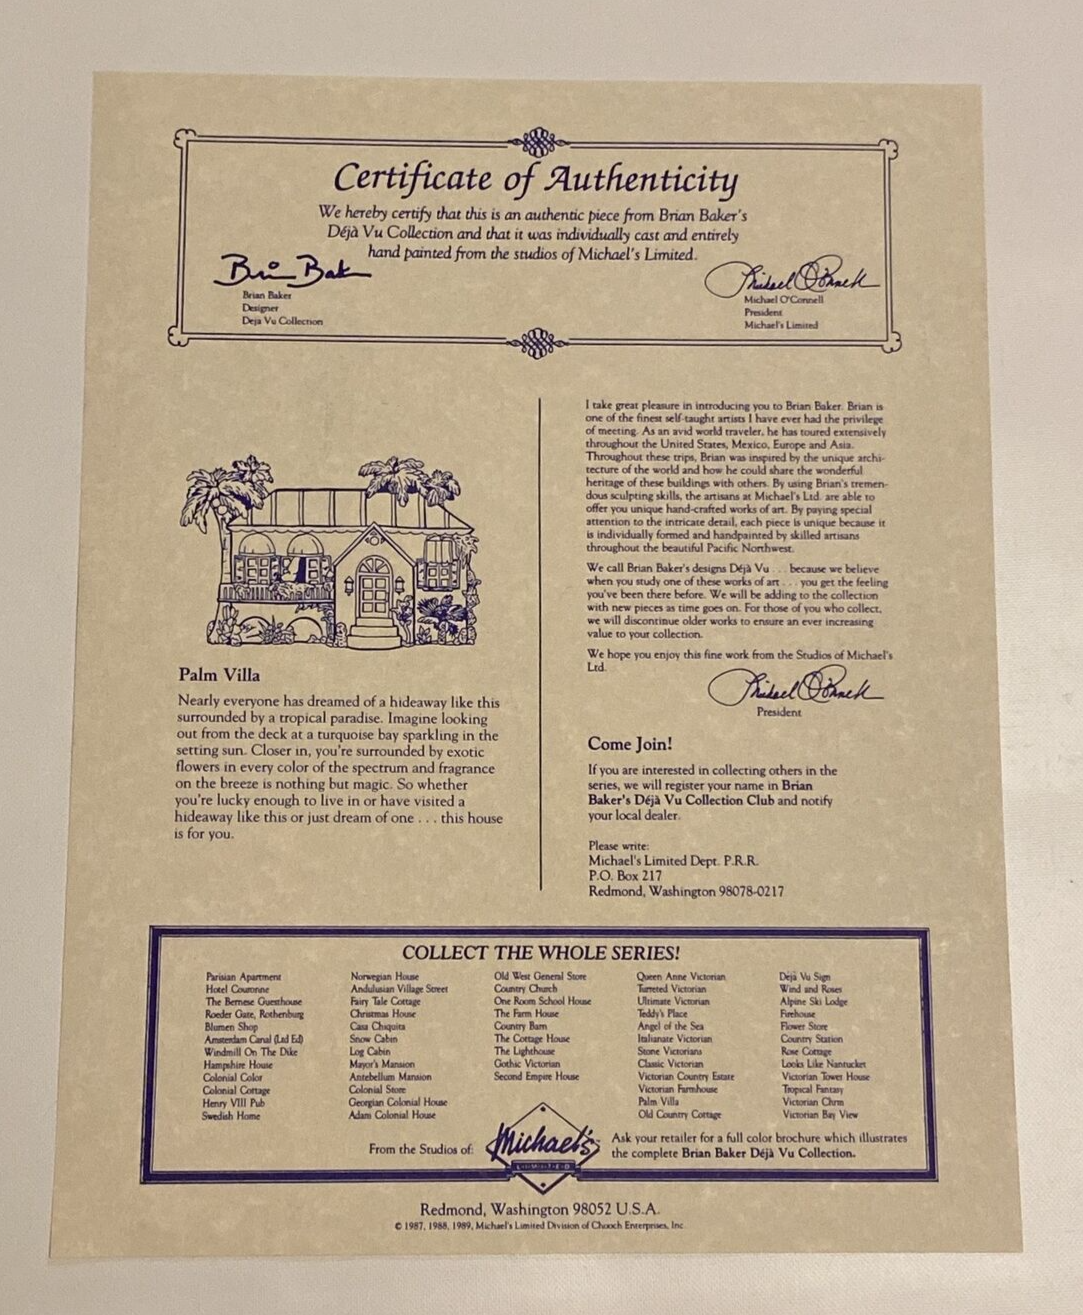 Certificate of Authenticity
We hereby certify that this is an authentic piece from Brian Baker's
Déjà Vu Collection and that it was individually cast and entirely
hand painted from the studios of Michael's Limited.
Brian Baker
Brian Baker
Designer
Deja Vu Collection
Michael O'Connell
Michael O'Connell
President
Michael's Limited
Palm Villa
Nearly everyone has dreamed of a hideaway like this
surrounded by a tropical paradise. Imagine looking
out from the deck at a turquoise bay sparkling in the
setting sun. Closer in, you're surrounded by exotic
flowers in every color of the spectrum and fragrance
on the breeze is nothing but magic. So whether
you're lucky enough to live in or have visited a
hideaway like this or just dream of one . . . this house
is for you.
I take great pleasure in introducing you to Brian Baker. Brian is
one of the finest self-taught artists I have ever had the privilege
of meeting. As an avid world traveler, he has toured extensively
throughout the United States, Mexico, Europe and Asia.
Throughout these trips, Brian was inspired by the unique archi-
tecture of the world and how he could share the wonderful
heritage of these buildings with others. By using Brian's tremen-
dous sculpting skills, the artisans at Michael's Ltd. are able to
offer you unique hand-crafted works of art. By paying special
attention to the intricate detail, each piece is unique because it
is individually formed and handpainted by skilled artisans
throughout the beautiful Pacific Northwest.
We call Brian Baker's designs Déjà Vu . . . because we believe
when you study one of these works of art . . . you get the feeling
you've been there before. We will be adding to the collection
with new pieces as time goes on. For those of you who collect,
we will discontinue older works to ensure an ever increasing
value to your collection.
We hope you enjoy this fine work from the Studios of Michael's
Ltd.
Michael O'Connell
President
Come Join!
If you are interested in collecting others in the
series, we will register your name in Brian
Baker's Déjà Vu Collection Club and notify
your local dealer.
Please write:
Michael's Limited Dept. P.R.R.
P.O. Box 217
Redmond, Washington 98078-0217
COLLECT THE WHOLE SERIES!
Parisian Apartment
Hotel Couronne
The Bernese Guesthouse
Roeder Gate, Rothenburg
Blumen Shop
Amsterdam Canal (Ltd Ed)
Windmill On The Dike
Hampshire House
Colonial Color
Colonial Cottage
Henry VIII Pub
Swedish Home
Norwegian House
Andulusian Village Street
Fairy Tale Cottage
Christmas House
Casa Chiquita
Snow Cabin
Log Cabin
Mayor's Mansion
Antebellum Mansion
Colonial Store
Georgian Colonial House
Adam Colonial House
Old West General Store
Country Church
One Room School House
The Farm House
Country Barn
The Cottage House
The Lighthouse
Gothic Victorian
Second Empire House
Queen Anne Victorian
Turreted Victorian
Ultimate Victorian
Teddy's Place
Angel of the Sea
Italianate Victorian
Stone Victorians
Classic Victorian
Victorian Country Estate
Victorian Farmhouse
Palm Villa
Old Country Cottage
Déjà Vu Sign
Wind and Roses
Alpine Ski Lodge
Firehouse
Flower Store
Country Station
Rose Cottage
Looks Like Nantucket
Victorian Tower House
Tropical Fantasy
Victorian Chrm
Victorian Bay View
From the Studios of:
Michael's
LIMITED
Ask your retailer for a full color brochure which illustrates
the complete Brian Baker Déjà Vu Collection.
Redmond, Washington 98052 U.S.A.
© 1987, 1988, 1989, Michael's Limited Division of Chooch Enterprises, Inc.